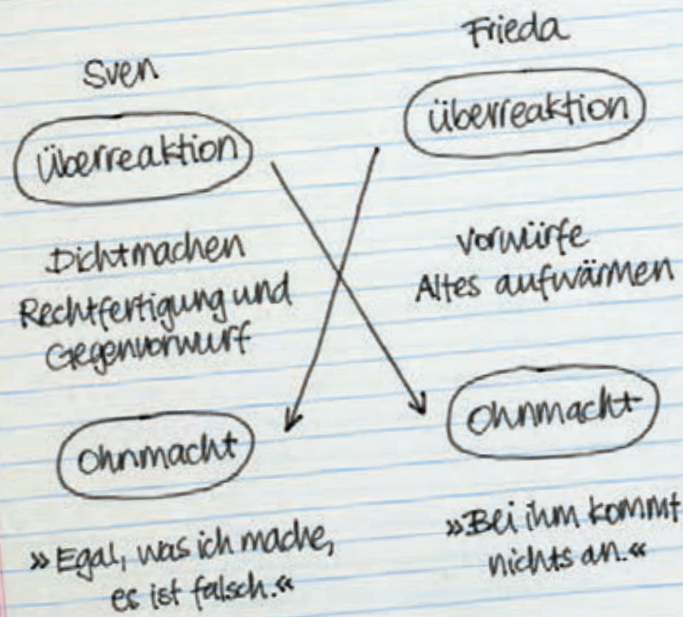 Sven
Überreaktion
Dichtmachen
Rechtfertigung und
Gegenvorwurf
Ohnmacht
»Egal, was ich mache,
es ist falsch.«
Frieda
Überreaktion
Vorwürfe
Altes aufwärmen
Ohnmacht
»Bei ihm kommt
nichts an.«